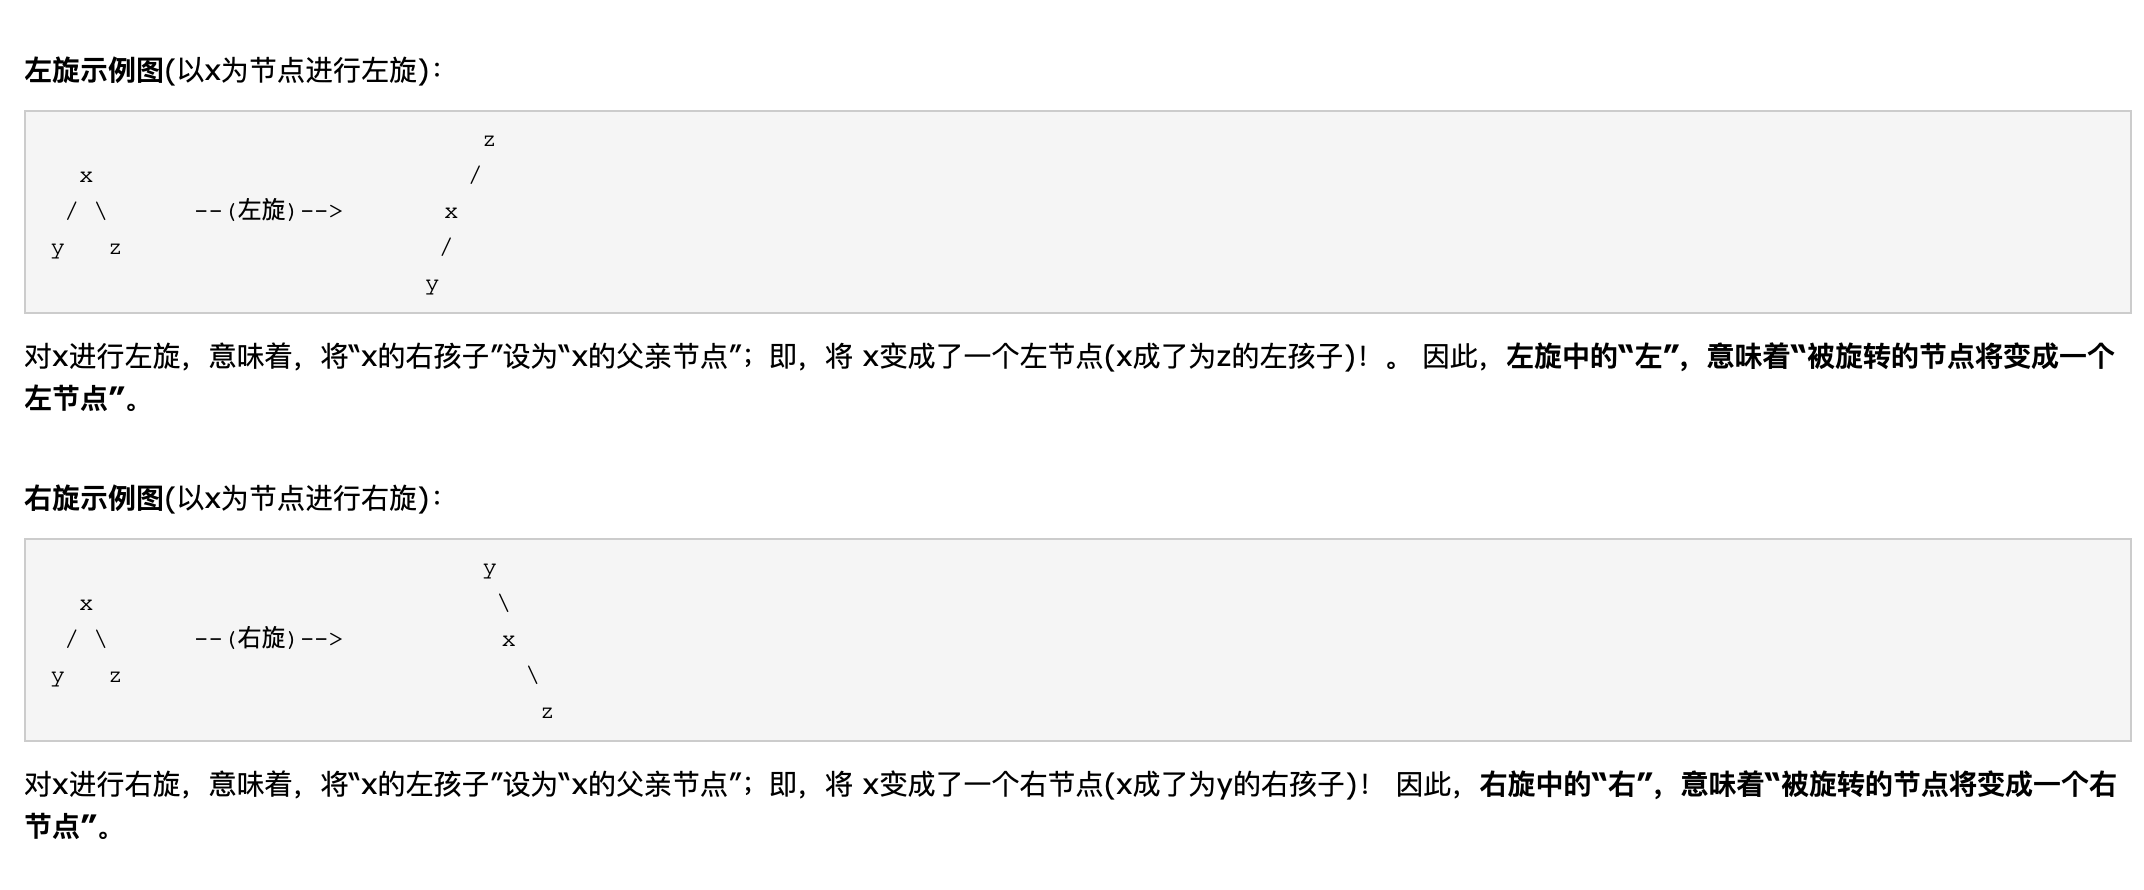 左旋示例图(以x为节点进行左旋)：
z
x /
/ \ --(左旋)--> x
y z /
y
对x进行左旋，意味着，将“x的右孩子”设为“x的父亲节点”；即，将 x变成了一个左节点(x成了为z的左孩子)！。 因此，左旋中的“左”，意味着“被旋转的节点将变成一个
左节点”。
右旋示例图(以x为节点进行右旋)：
y
x \
/ \ --(右旋)--> x
y z \
z
对x进行右旋，意味着，将“x的左孩子”设为“x的父亲节点”；即，将 x变成了一个右节点(x成了为y的右孩子)！ 因此，右旋中的“右”，意味着“被旋转的节点将变成一个右
节点”。